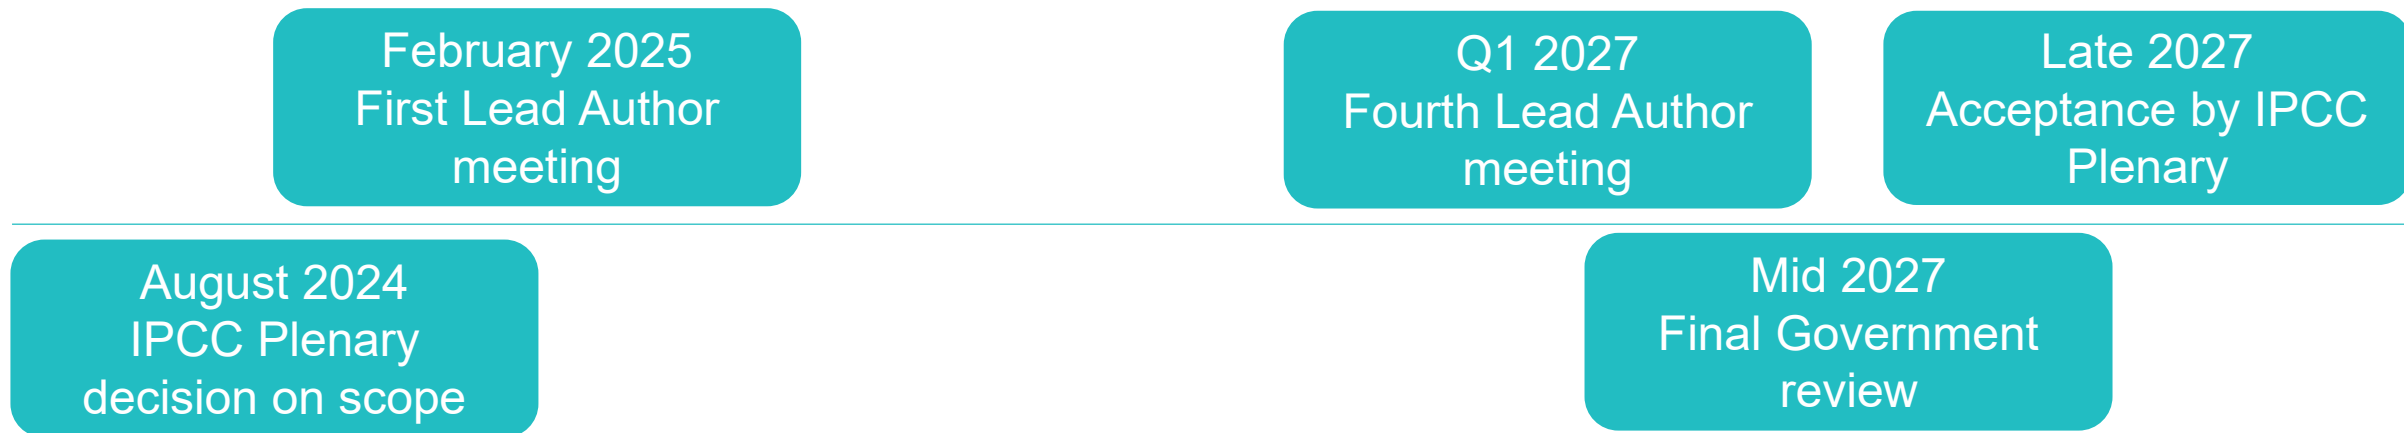 February 2025
First Lead Author
meeting
Q1 2027
Fourth Lead Author
meeting
Late 2027
Acceptance by IPCC
Plenary
August 2024
IPCC Plenary
decision on scope
Mid 2027
Final Government
review